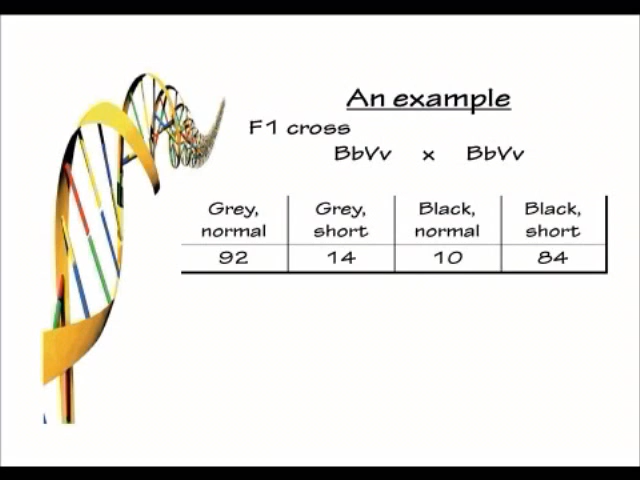 An example
F1 cross
BbVv x BbVv
Grey, normal Grey, short Black, normal Black, short
92 14 10 84